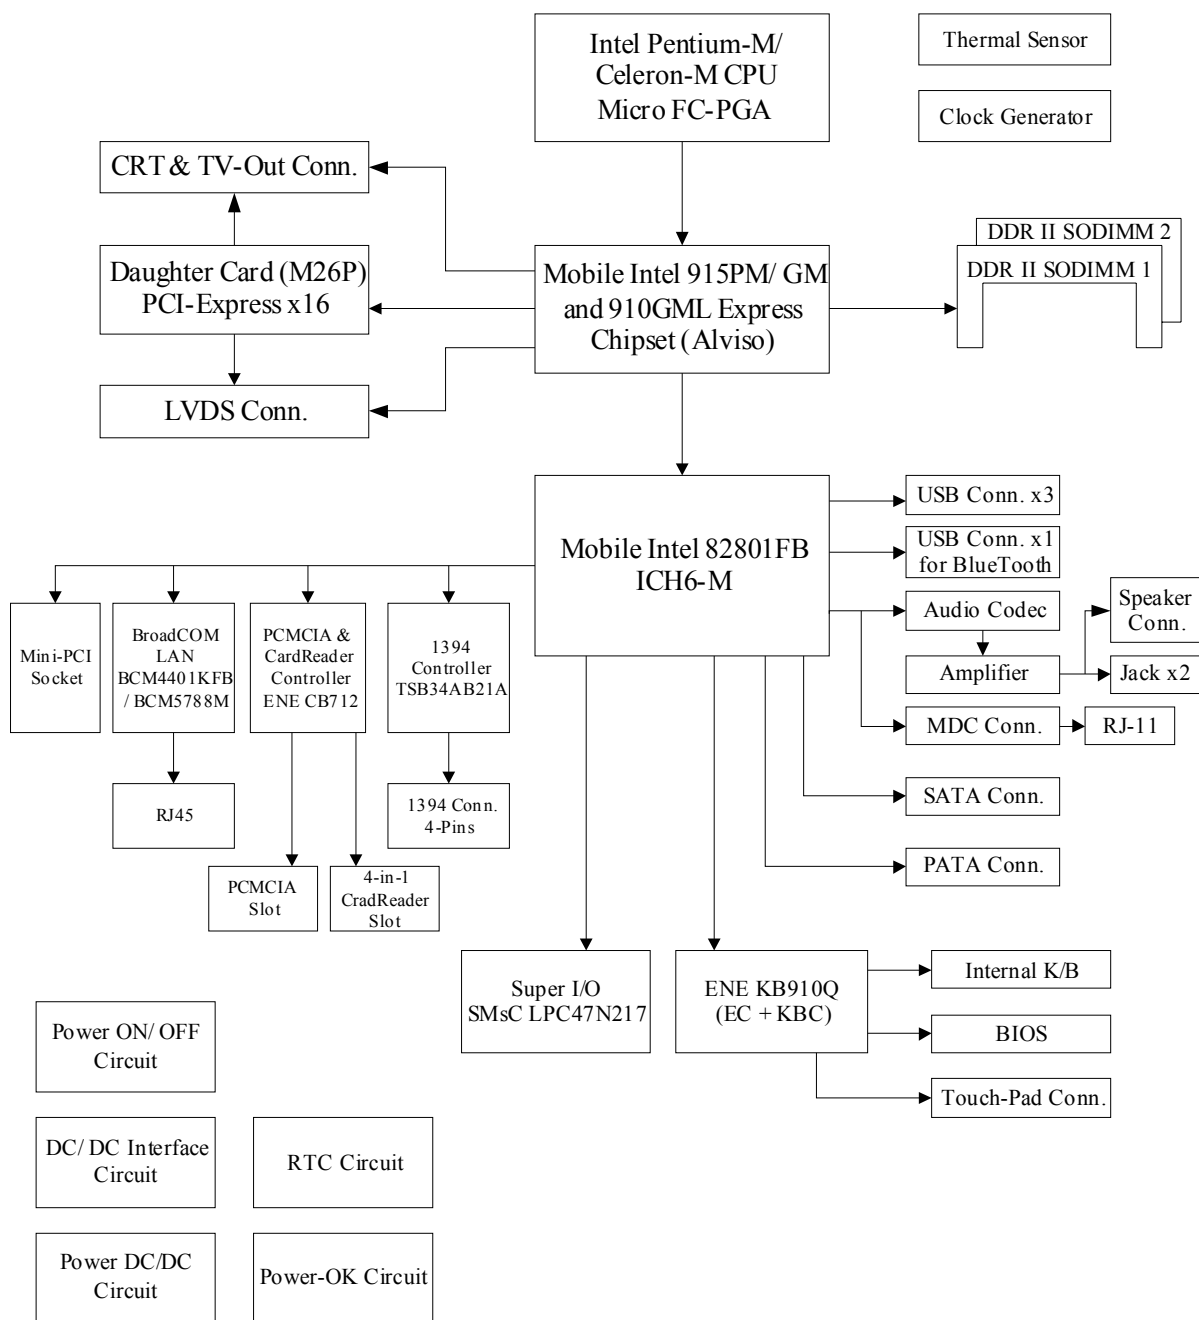 Intel Pentium-M/
Celeron-M CPU
Micro FC-PGA
Thermal Sensor
Clock Generator
CRT & TV-Out Conn.
Daughter Card (M26P)
PCI-Express x16
LVDS Conn.
Mobile Intel 915PM/ GM
and 910GML Express
Chipset (Alviso)
DDR II SODIMM 2
DDR II SODIMM 1
Mobile Intel 82801FB
ICH6-M
USB Conn. x3
USB Conn. x1
for BlueTooth
Audio Codec
Speaker
Conn.
Amplifier
Jack x2
MDC Conn.
RJ-11
SATA Conn.
PATA Conn.
Mini-PCI
Socket
BroadCOM
LAN
BCM4401KFB
/ BCM5788M
PCMCIA &
CardReader
Controller
ENE CB712
1394
Controller
TSB34AB21A
RJ45
1394 Conn.
4-Pins
PCMCIA
Slot
4-in-1
CradReader
Slot
Super I/O
SMsC LPC47N217
ENE KB910Q
(EC + KBC)
Internal K/B
BIOS
Touch-Pad Conn.
Power ON/ OFF
Circuit
DC/ DC Interface
Circuit
RTC Circuit
Power DC/DC
Circuit
Power-OK Circuit